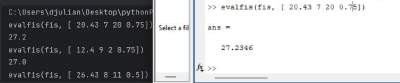 C:\Users\djulian\Desktop\python
evalfis(fis, [ 20.43 7 20 0.75])
27.2
evalfis(fis, [ 12.4 9 2 0.75])
27.0
evalfis(fis, [ 26.43 8 11 0.5])
Select a fil
>> evalfis(fis, [ 20.43 7 20 0.75])
ans =
27.2346
fx >>